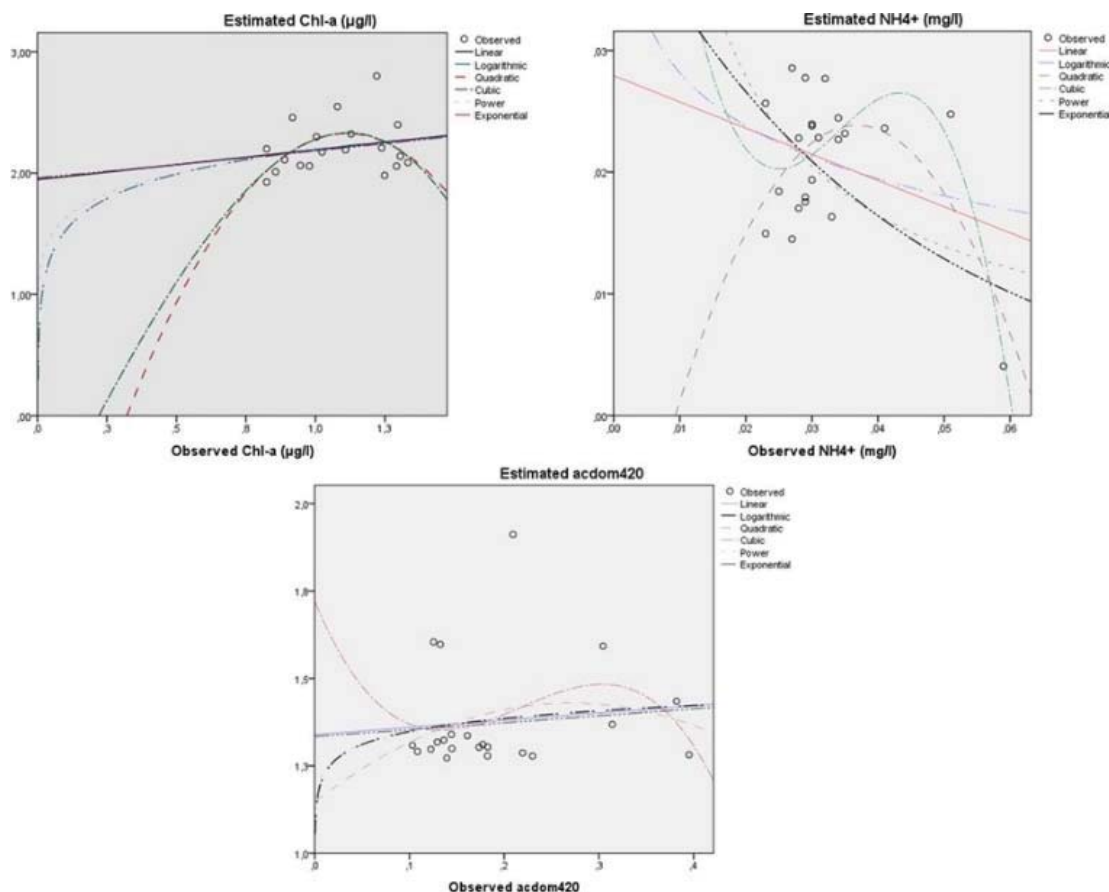 Estimated Chl-a (µg/l)
3,00
2,00
1,00
,00
,0
,3
,5
,8
1,0
1,3
Observed Chl-a (µg/l)
Observed
Linear
Logarithmic
Quadratic
Cubic
Power
Exponential
Estimated NH4+ (mg/l)
,03
,02
,01
,00
,00
,01
,02
,03
,04
,05
,06
Observed NH4+ (mg/l)
Observed
Linear
Logarithmic
Quadratic
Cubic
Power
Exponential
Estimated acdom420
2,0
1,8
1,5
1,3
1,0
,0
,1
,2
,3
,4
Observed acdom420
Observed
Linear
Logarithmic
Quadratic
Cubic
Power
Exponential